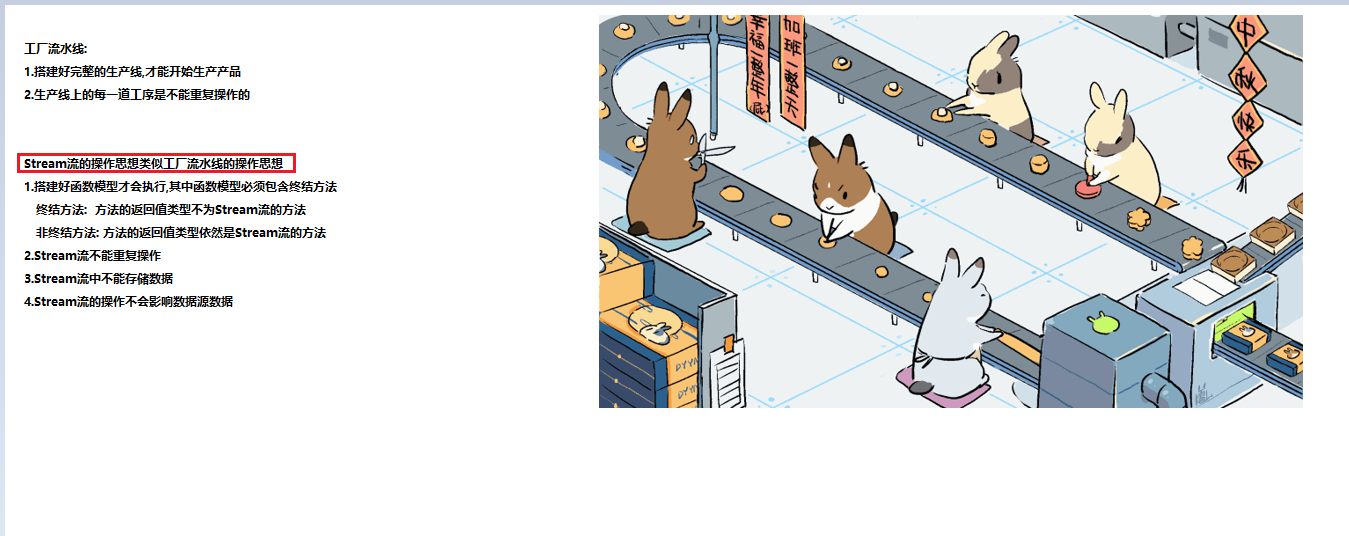 工厂流水线:
1.搭建好完整的生产线,才能开始生产产品
2.生产线上的每一道工序是不能重复操作的
Stream流的操作思想类似工厂流水线的操作思想
1.搭建好函数模型才会执行,其中函数模型必须包含终结方法
终结方法: 方法的返回值类型不为Stream流的方法
非终结方法: 方法的返回值类型依然是Stream流的方法
2.Stream流不能重复操作
3.Stream流中不能存储数据
4.Stream流的操作不会影响数据源数据
中秋快乐